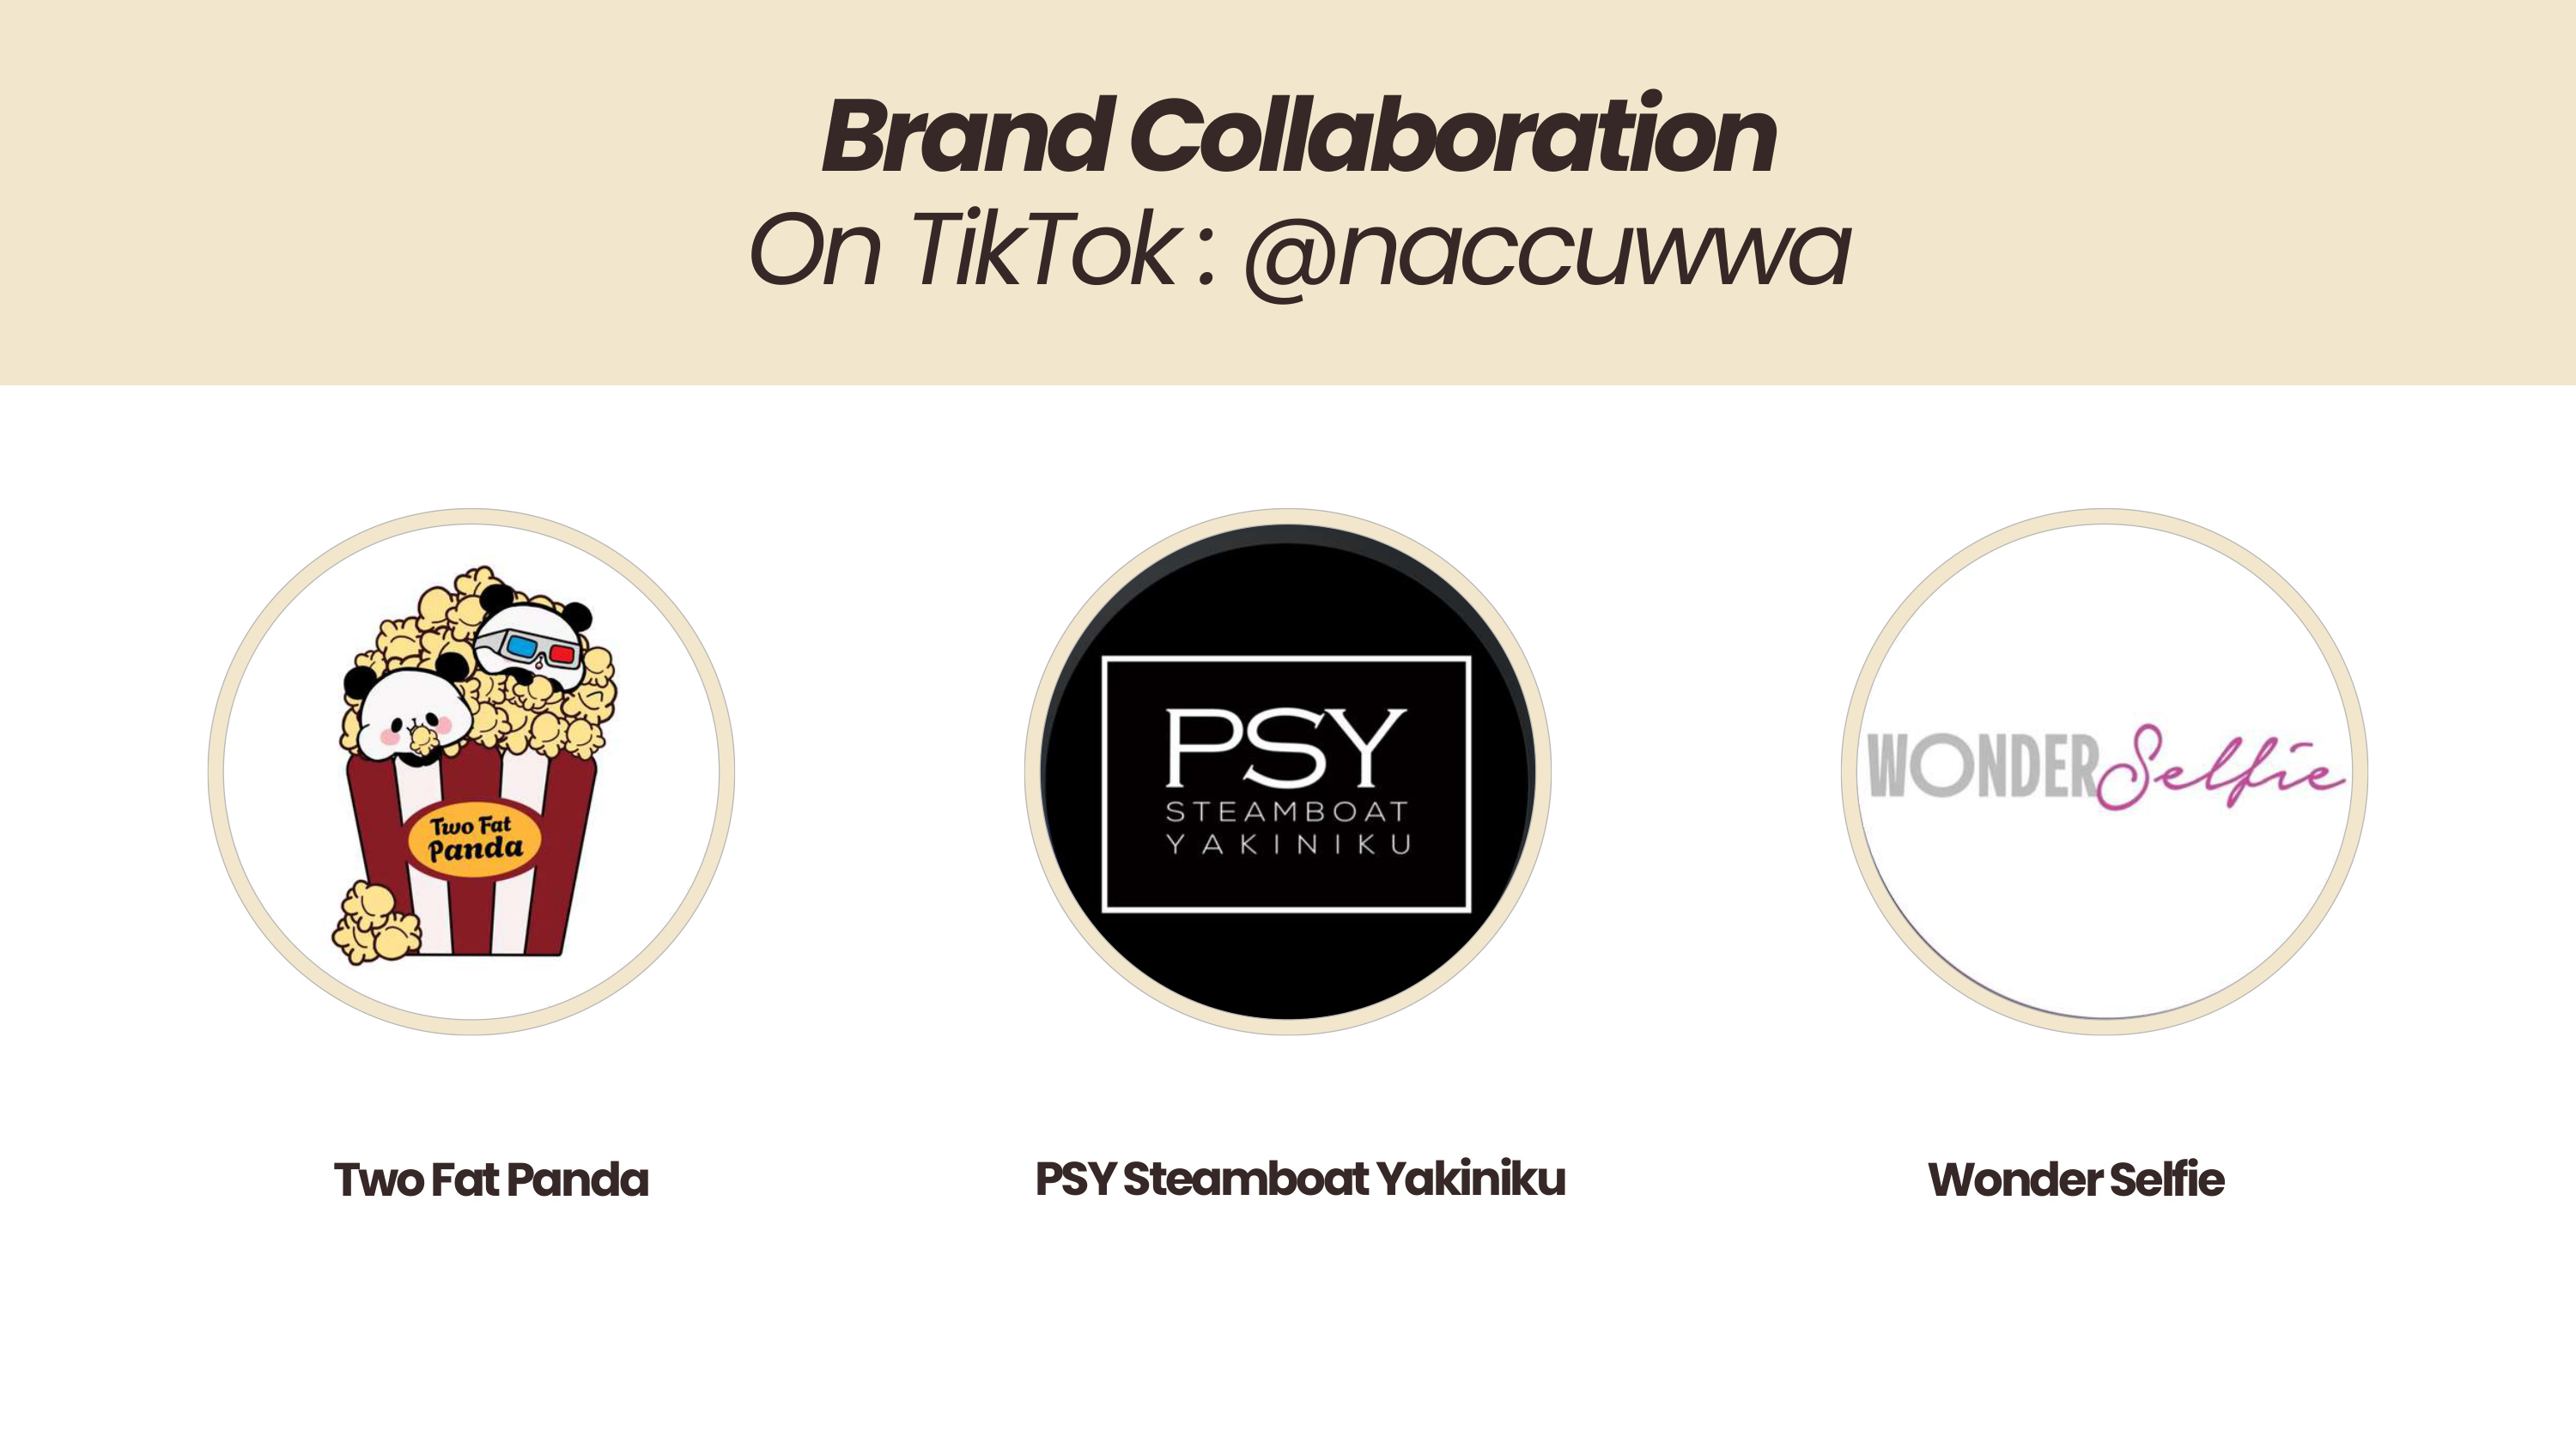 Brand Collaboration
On TikTok : @naccuwwa
Two Fat
Panda
PSY
STEAMBOAT
YAKINIKU
WONDER Selfie
Two Fat Panda
PSY Steamboat Yakiniku
Wonder Selfie